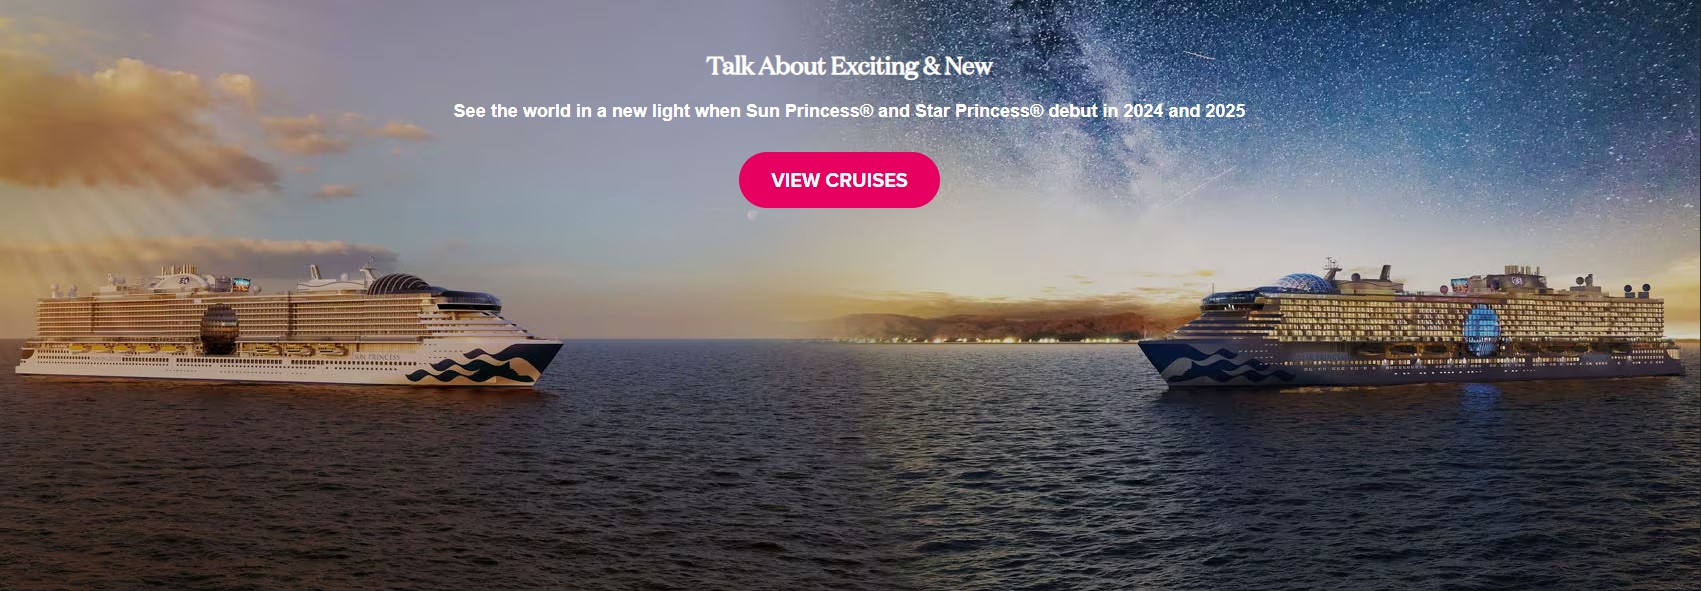 Talk About Exciting & New
See the world in a new light when Sun Princess® and Star Princess® debut in 2024 and 2025
VIEW CRUISES
SUN PRINCESS